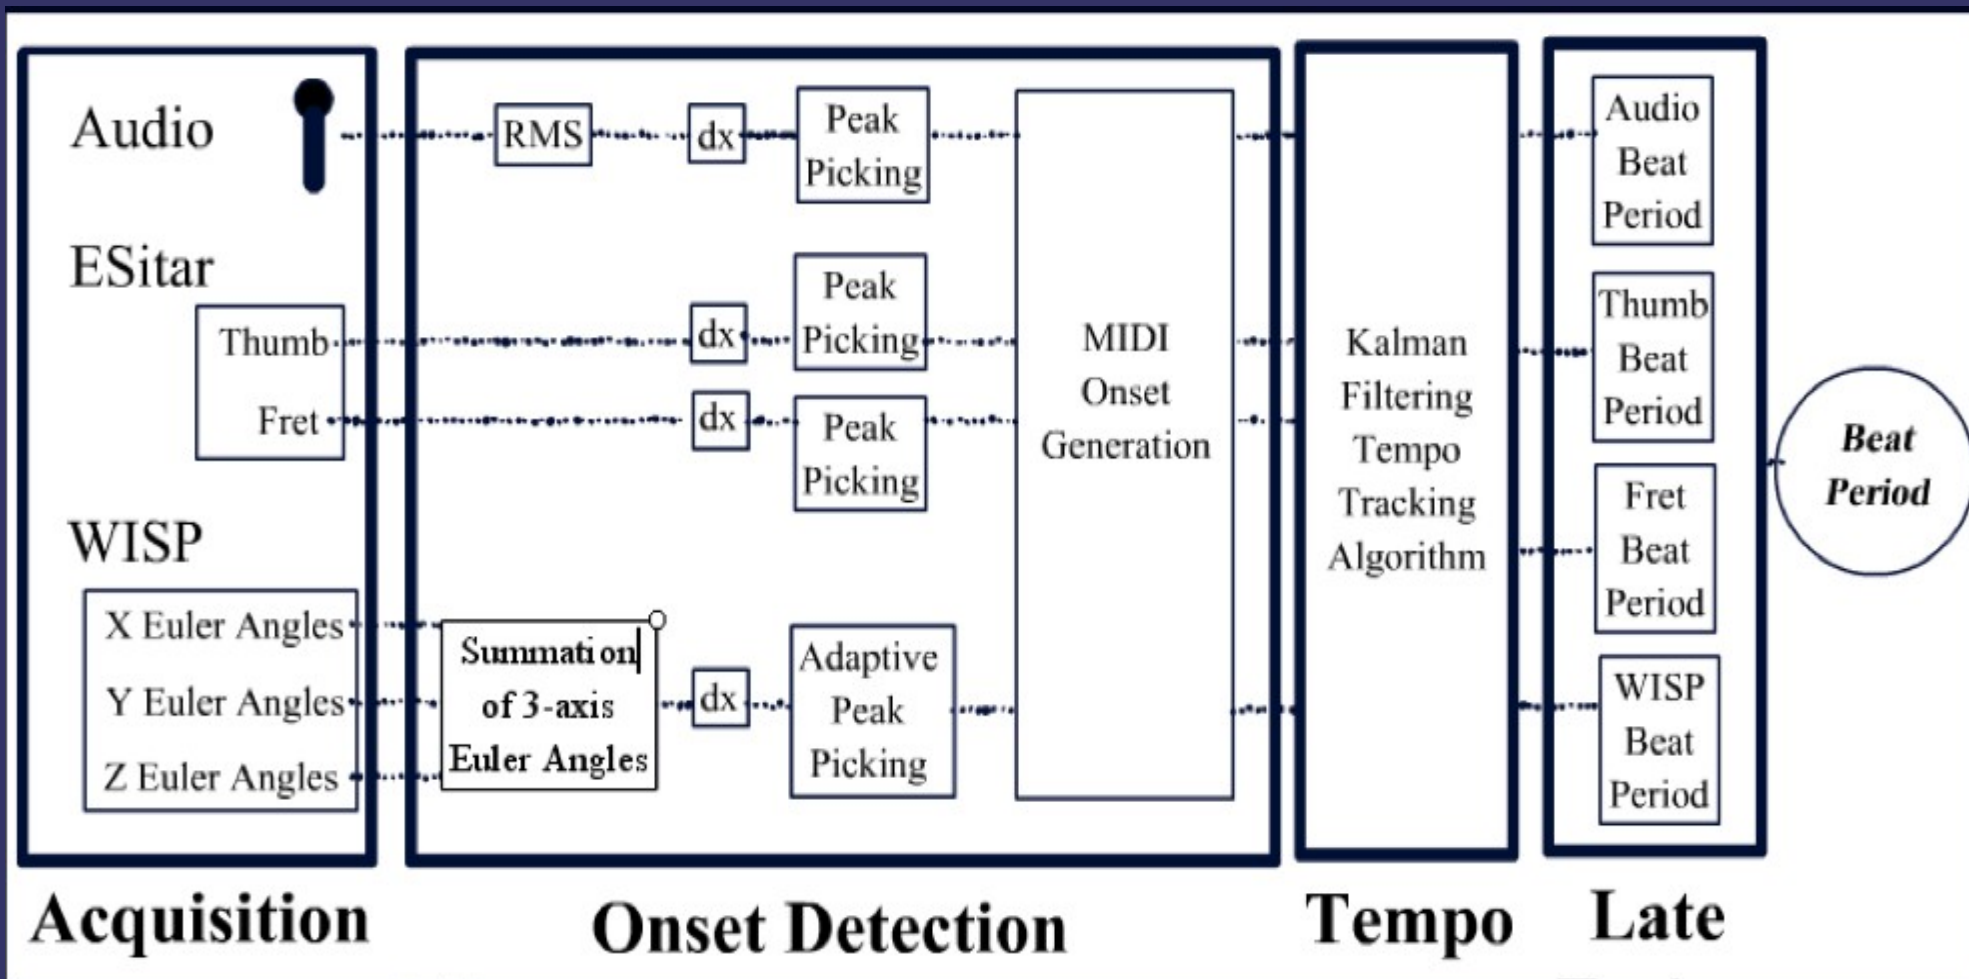 Audio
RMS
dx
Peak
Picking
Audio
Beat
Period
ESitar
Thumb
Fret
dx
Peak
Picking
dx
Peak
Picking
MIDI
Onset
Generation
Kalman
Filtering
Tempo
Tracking
Algorithm
Thumb
Beat
Period
Fret
Beat
Period
Beat
Period
WISP
X Euler Angles
Y Euler Angles
Z Euler Angles
Summation
of 3-axis
Euler Angles
dx
Adaptive
Peak
Picking
WISP
Beat
Period
Acquisition
Onset Detection
Tempo
Late